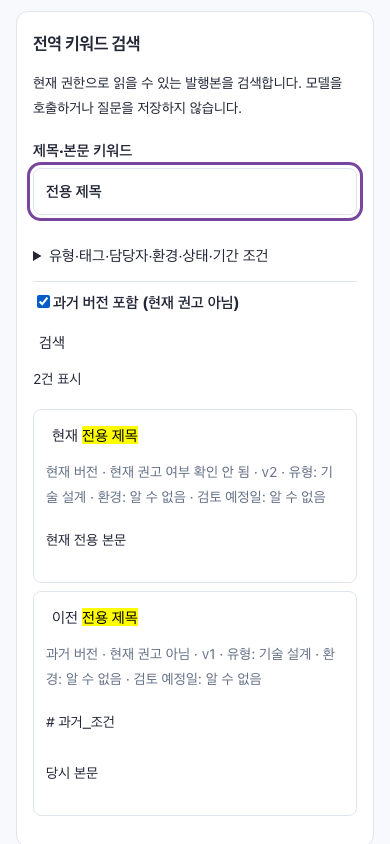 전역 키워드 검색
현재 권한으로 읽을 수 있는 발행본을 검색합니다. 모델을
호출하거나 질문을 저장하지 않습니다.
제목·본문 키워드
전용 제목
▶ 유형·태그·담당자·환경·상태·기간 조건
과거 버전 포함 (현재 권고 아님)
검색
2건 표시
현재 전용 제목
현재 버전 · 현재 권고 여부 확인 안 됨 · v2 · 유형: 기
술 설계 · 환경: 알 수 없음 · 검토 예정일: 알 수 없음
현재 전용 본문
이전 전용 제목
과거 버전 · 현재 권고 아님 · v1 · 유형: 기술 설계 · 환
경: 알 수 없음 · 검토 예정일: 알 수 없음
# 과거_조건
당시 본문